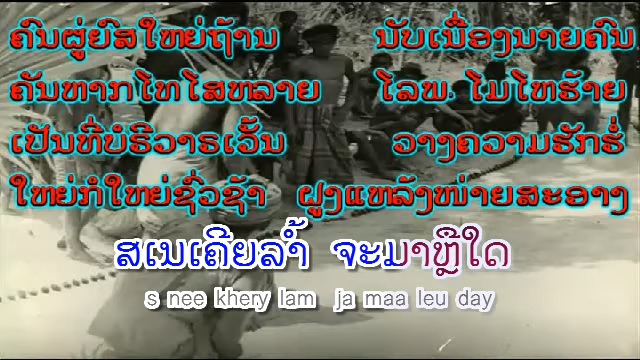 ຄົນຜູ່ຍົສໃຫຍ່ຖ້ານ ນັບເນື່ອງນາຍຄົນ
ຄັນຫາກໂທໂສຫລາຍ ໂລພ. ໂມໂຫຮ້າຍ
ເປັນທີ່ບໍຣິວາຣເວັ້ນ ວາງຄວາມຮັກຮໍ່
ໃຫຍ່ກໍໃຫຍ່ຊົ່ວຊ້າ ຝູງແຫລ້ງໜ່າຍສະອາງ
ສເນເຄີຍລ້ຳ ຈະມາຫຼືໃດ
s nee khery lam ja maa leu day